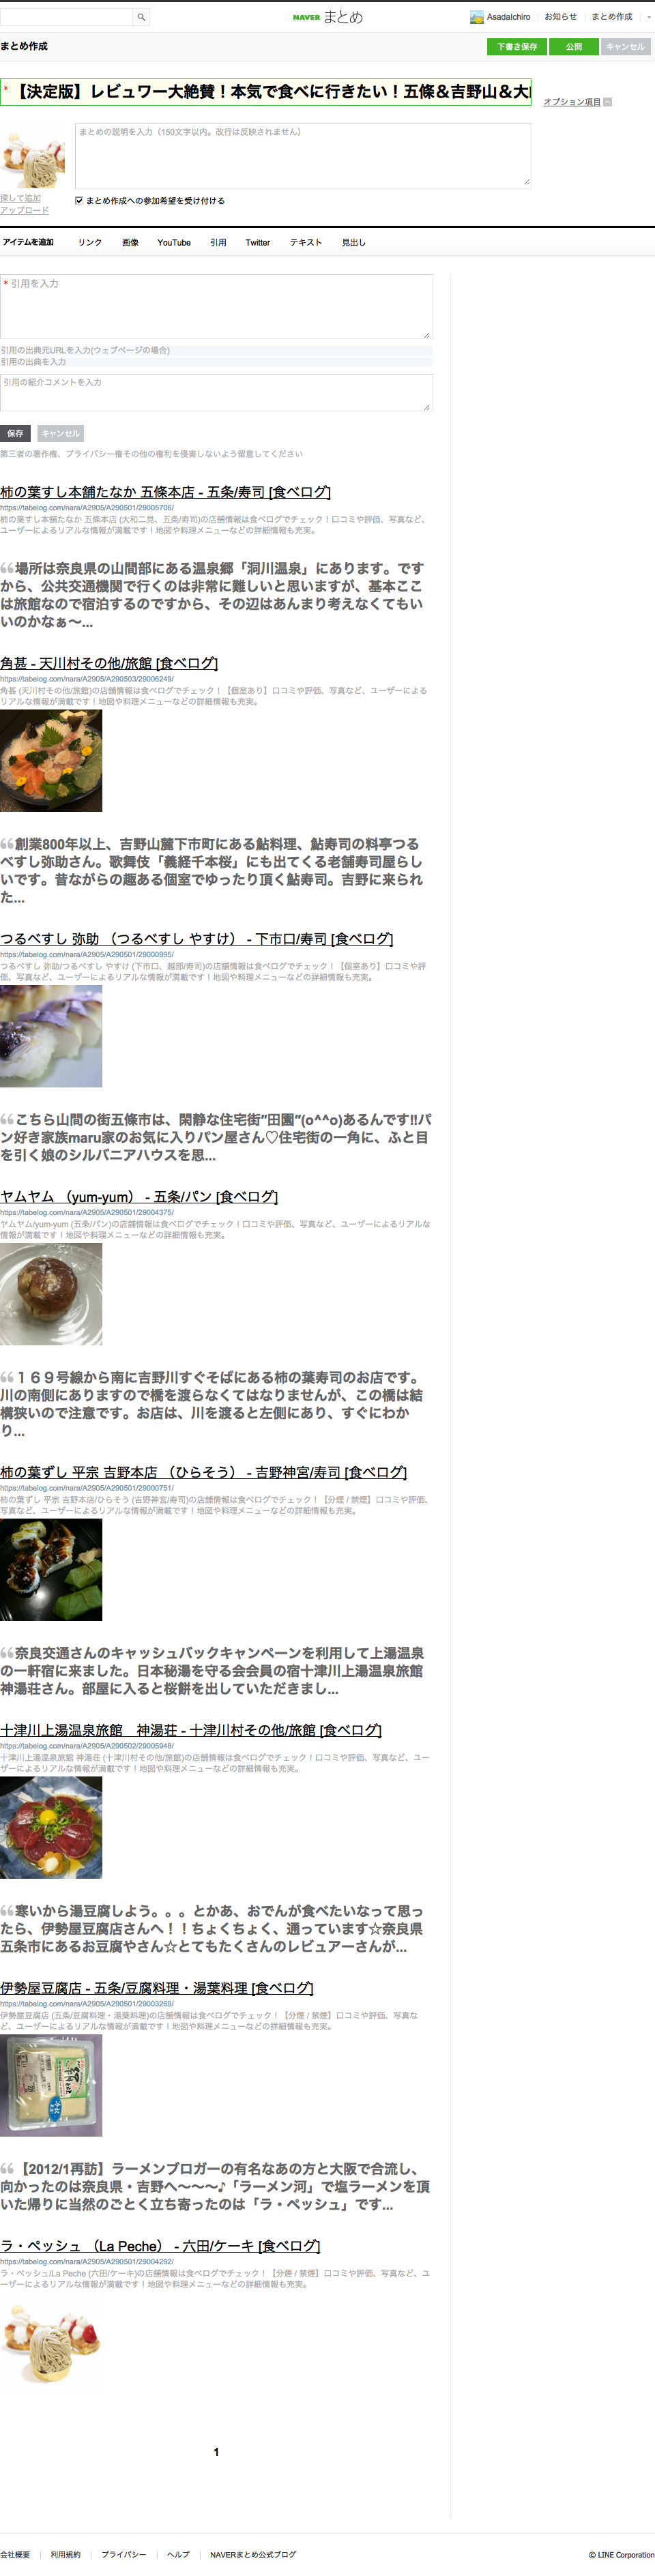 NAVER まとめ
AsadaIchiro
お知らせ
まとめ作成
まとめ作成
下書き保存
公開
キャンセル
* 【決定版】レビュワー大絶賛！本気で食べに行きたい！五條＆吉野山＆大
オプション項目
まとめの説明を入力（150文字以内。改行は反映されません）
探して追加
アップロード
まとめ作成への参加希望を受け付ける
アイテムを追加
リンク
画像
YouTube
引用
Twitter
テキスト
見出し
* 引用を入力
引用の出典元URLを入力(ウェブページの場合)
引用の出典を入力
引用の紹介コメントを入力
保存
キャンセル
第三者の著作権、プライバシー権その他の権利を侵害しないよう留意してください
柿の葉すし本舗たなか 五條本店 - 五条/寿司 [食べログ]
https://tabelog.com/nara/A2905/A290501/29005706/
柿の葉すし本舗たなか 五條本店 (大和二見、五条/寿司)の店舗情報は食べログでチェック！口コミや評価、写真など、
ユーザーによるリアルな情報が満載です！地図や料理メニューなどの詳細情報も充実。
“場所は奈良県の山間部にある温泉郷「洞川温泉」にあります。です
から、公共交通機関で行くのは非常に難しいと思いますが、基本ここ
は旅館なので宿泊するのですから、その辺はあんまり考えなくてもい
いのかなぁ〜...
角甚 - 天川村その他/旅館 [食べログ]
https://tabelog.com/nara/A2905/A290503/29006249/
角甚 (天川村その他/旅館)の店舗情報は食べログでチェック！【個室あり】口コミや評価、写真など、ユーザーによる
リアルな情報が満載です！地図や料理メニューなどの詳細情報も充実。
“創業800年以上、吉野山麓下市町にある鮎料理、鮎寿司の料亭つる
べすし弥助さん。歌舞伎「義経千本桜」にも出てくる老舗寿司屋らし
いです。昔ながらの趣ある個室でゆったり頂く鮎寿司。吉野に来られ
た...
つるべすし 弥助 （つるべすし やすけ） - 下市口/寿司 [食べログ]
https://tabelog.com/nara/A2905/A290501/29000995/
つるべすし 弥助/つるべすし やすけ (下市口、越部/寿司)の店舗情報は食べログでチェック！【個室あり】口コミや評
価、写真など、ユーザーによるリアルな情報が満載です！地図や料理メニューなどの詳細情報も充実。
“こちら山間の街五條市は、閑静な住宅街”田園”(o^^o)あるんです!!パ
ン好き家族maru家のお気に入りパン屋さん♡住宅街の一角に、ふと目
を引く娘のシルバニアハウスを思...
ヤムヤム （yum-yum） - 五条/パン [食べログ]
https://tabelog.com/nara/A2905/A290501/29004375/
ヤムヤム/yum-yum (五条/パン)の店舗情報は食べログでチェック！口コミや評価、写真など、ユーザーによるリアルな
情報が満載です！地図や料理メニューなどの詳細情報も充実。
“１６９号線から南に吉野川すぐそばにある柿の葉寿司のお店です。
川の南側にありますので橋を渡らなくてはなりませんが、この橋は結
構狭いので注意です。お店は、川を渡ると左側にあり、すぐにわか
り...
柿の葉ずし 平宗 吉野本店 （ひらそう） - 吉野神宮/寿司 [食べログ]
https://tabelog.com/nara/A2905/A290501/29000751/
柿の葉ずし 平宗 吉野本店/ひらそう (吉野神宮/寿司)の店舗情報は食べログでチェック！【分煙 / 禁煙】口コミや評価、
写真など、ユーザーによるリアルな情報が満載です！地図や料理メニューなどの詳細情報も充実。
“奈良交通さんのキャッシュバックキャンペーンを利用して上湯温泉
の一軒宿に来ました。日本秘湯を守る会会員の宿十津川上湯温泉旅館
神湯荘さん。部屋に入ると桜餅を出していただきまし...
十津川上湯温泉旅館　神湯荘 - 十津川村その他/旅館 [食べログ]
https://tabelog.com/nara/A2905/A290502/29005948/
十津川上湯温泉旅館 神湯荘 (十津川村その他/旅館)の店舗情報は食べログでチェック！口コミや評価、写真など、ユー
ザーによるリアルな情報が満載です！地図や料理メニューなどの詳細情報も充実。
“寒いから湯豆腐しよう。。。とかあ、おでんが食べたいなって思っ
たら、伊勢屋豆腐店さんへ！！ちょくちょく、通っています☆奈良県
五条市にあるお豆腐やさん☆とてもたくさんのレビュアーさんが...
伊勢屋豆腐店 - 五条/豆腐料理・湯葉料理 [食べログ]
https://tabelog.com/nara/A2905/A290501/29003269/
伊勢屋豆腐店 (五条/豆腐料理・湯葉料理)の店舗情報は食べログでチェック！【分煙 / 禁煙】口コミや評価、写真な
ど、ユーザーによるリアルな情報が満載です！地図や料理メニューなどの詳細情報も充実。
“【2012/1再訪】ラーメンブロガーの有名なあの方と大阪で合流し、
向かったのは奈良県・吉野へ〜〜〜♪「ラーメン河」で塩ラーメンを頂
いた帰りに当然のごとく立ち寄ったのは「ラ・ペッシュ」です...
ラ・ペッシュ （La Peche） - 六田/ケーキ [食べログ]
https://tabelog.com/nara/A2905/A290501/29004292/
ラ・ペッシュ/La Peche (六田/ケーキ)の店舗情報は食べログでチェック！【分煙 / 禁煙】口コミや評価、写真など、ユ
ーザーによるリアルな情報が満載です！地図や料理メニューなどの詳細情報も充実。
1
会社概要
利用規約
プライバシー
ヘルプ
NAVERまとめ公式ブログ
© LINE Corporation